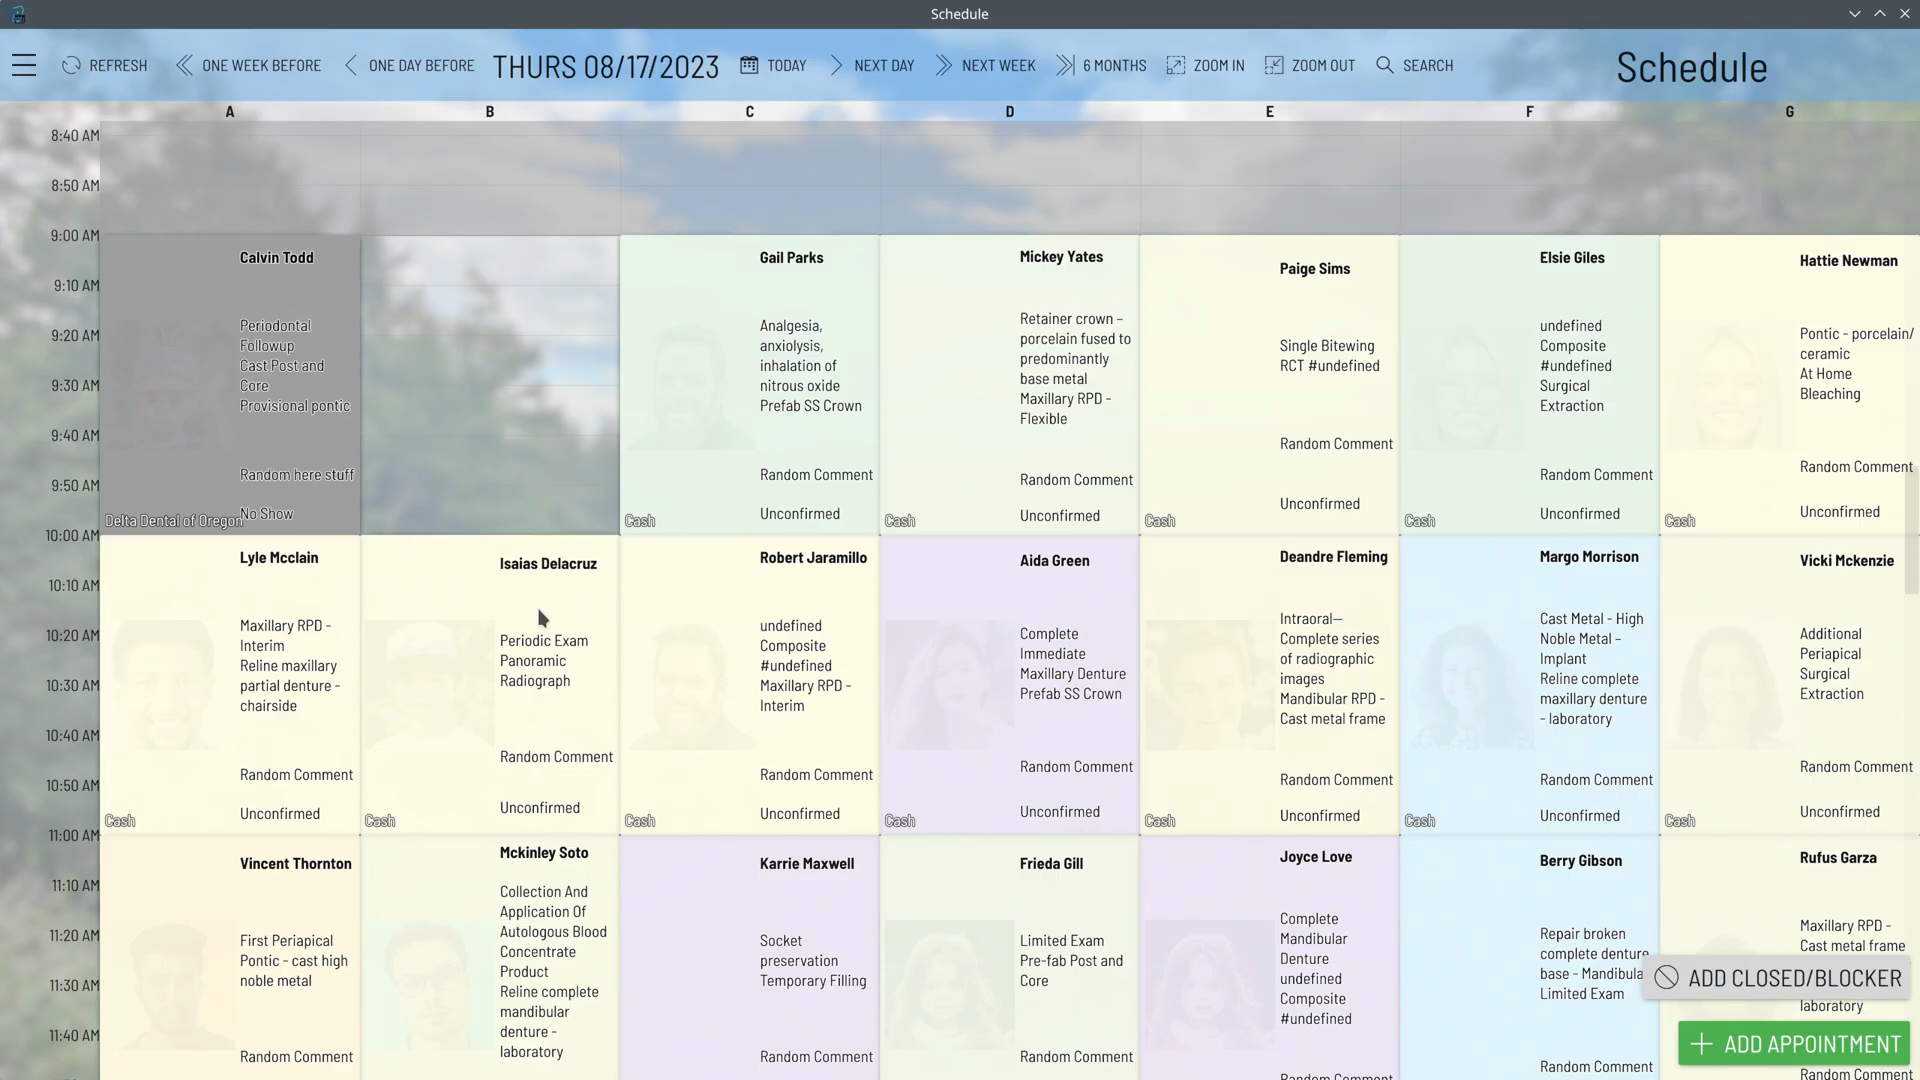 Schedule
REFRESH
ONE WEEK BEFORE
ONE DAY BEFORE
THURS 08/17/2023
TODAY
NEXT DAY
NEXT WEEK
6 MONTHS
ZOOM IN
ZOOM OUT
SEARCH
Schedule
A
B
C
D
E
F
G
8:40 AM
8:50 AM
9:00 AM
9:10 AM
9:20 AM
9:30 AM
9:40 AM
9:50 AM
10:00 AM
10:10 AM
10:20 AM
10:30 AM
10:40 AM
10:50 AM
11:00 AM
11:10 AM
11:20 AM
11:30 AM
11:40 AM
Calvin Todd
Periodontal
Followup
Cast Post and
Core
Provisional pontic
Random here stuff
No Show
Delta Dental of Oregon
Gail Parks
Analgesia,
anxiolysis,
inhalation of
nitrous oxide
Prefab SS Crown
Random Comment
Unconfirmed
Cash
Mickey Yates
Retainer crown –
porcelain fused to
predominantly
base metal
Maxillary RPD -
Flexible
Random Comment
Unconfirmed
Cash
Paige Sims
Single Bitewing
RCT #undefined
Random Comment
Unconfirmed
Cash
Elsie Giles
undefined
Composite
#undefined
Surgical
Extraction
Random Comment
Unconfirmed
Cash
Hattie Newman
Pontic - porcelain/
ceramic
At Home
Bleaching
Random Comment
Unconfirmed
Cash
Lyle Mcclain
Maxillary RPD -
Interim
Reline maxillary
partial denture -
chairside
Random Comment
Unconfirmed
Cash
Isaias Delacruz
Periodic Exam
Panoramic
Radiograph
Random Comment
Unconfirmed
Cash
Robert Jaramillo
undefined
Composite
#undefined
Maxillary RPD -
Interim
Random Comment
Unconfirmed
Cash
Aida Green
Complete
Immediate
Maxillary Denture
Prefab SS Crown
Random Comment
Unconfirmed
Cash
Deandre Fleming
Intraoral—
Complete series
of radiographic
images
Mandibular RPD -
Cast metal frame
Random Comment
Unconfirmed
Cash
Margo Morrison
Cast Metal - High
Noble Metal –
Implant
Reline complete
maxillary denture
- laboratory
Random Comment
Unconfirmed
Cash
Vicki Mckenzie
Additional
Periapical
Surgical
Extraction
Random Comment
Unconfirmed
Cash
Vincent Thornton
First Periapical
Pontic - cast high
noble metal
Random Comment
Mckinley Soto
Collection And
Application Of
Autologous Blood
Concentrate
Product
Reline complete
mandibular
denture -
laboratory
Karrie Maxwell
Socket
preservation
Temporary Filling
Random Comment
Frieda Gill
Limited Exam
Pre-fab Post and
Core
Random Comment
Joyce Love
Complete
Mandibular
Denture
undefined
Composite
#undefined
Random Comment
Berry Gibson
Repair broken
complete denture
base - Mandibula
Limited Exam
Random Comment
Rufus Garza
Maxillary RPD -
Cast metal frame
laboratory
Random Comment
ADD CLOSED/BLOCKER
ADD APPOINTMENT